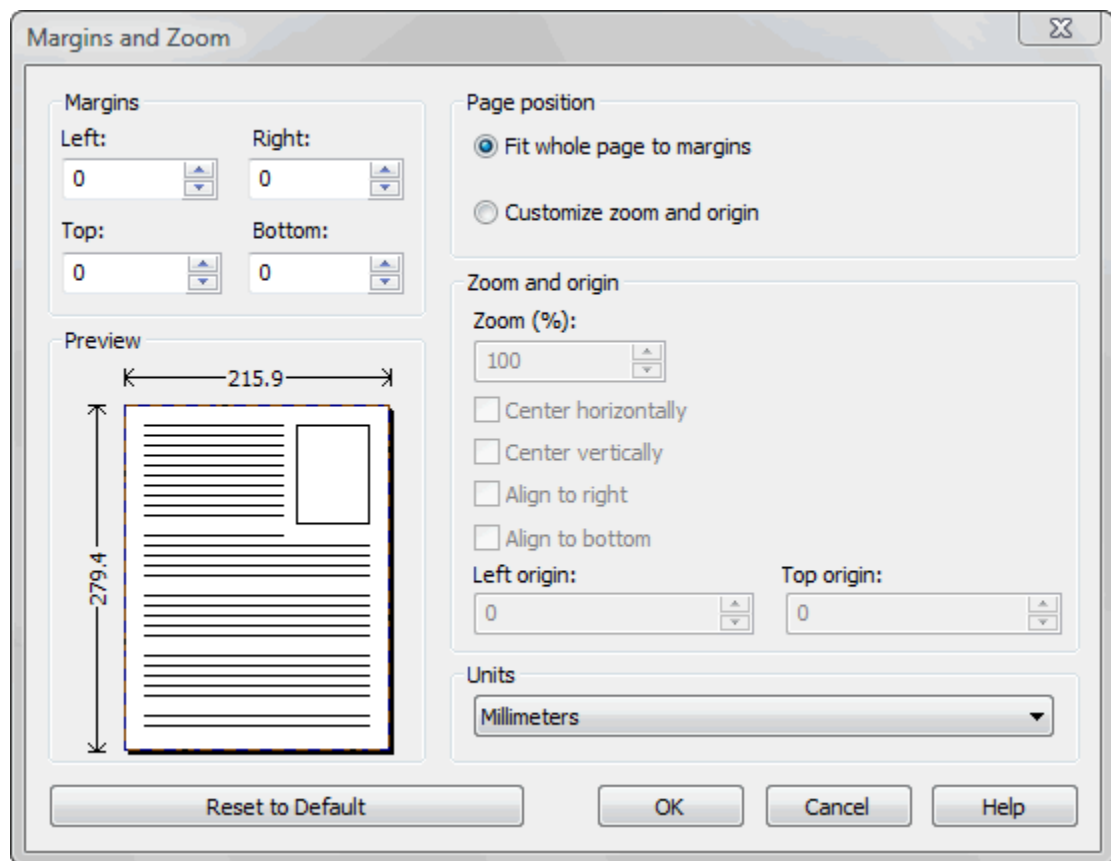 Margins and Zoom
Margins
Left: Right:
0 0
Top: Bottom:
0 0
Preview
215.9
279.4
Page position
Fit whole page to margins
Customize zoom and origin
Zoom and origin
Zoom (%):
100
Center horizontally
Center vertically
Align to right
Align to bottom
Left origin: Top origin:
0 0
Units
Millimeters
Reset to Default OK Cancel Help